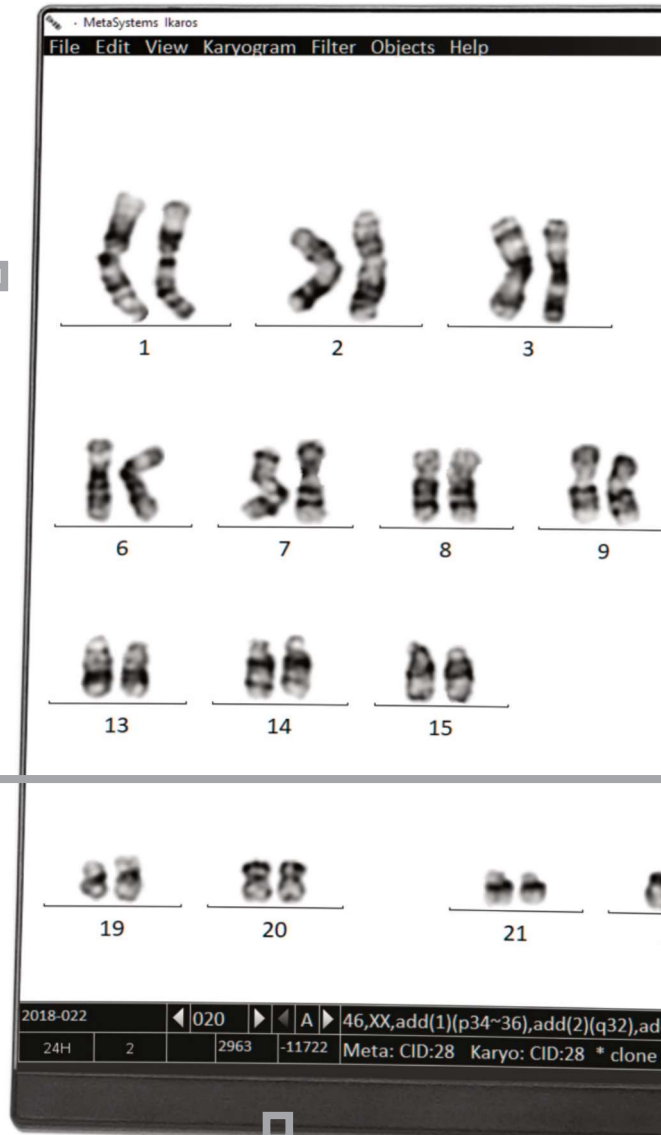 · MetaSystems Ikaros
File Edit View Karyogram Filter Objects Help
1 2 3
6 7 8 9
13 14 15
19 20 21
2018-022 020 A 46,XX,add(1)(p34~36),add(2)(q32),ad
24H 2 2963 -11722 Meta: CID:28 Karyo: CID:28 * clone